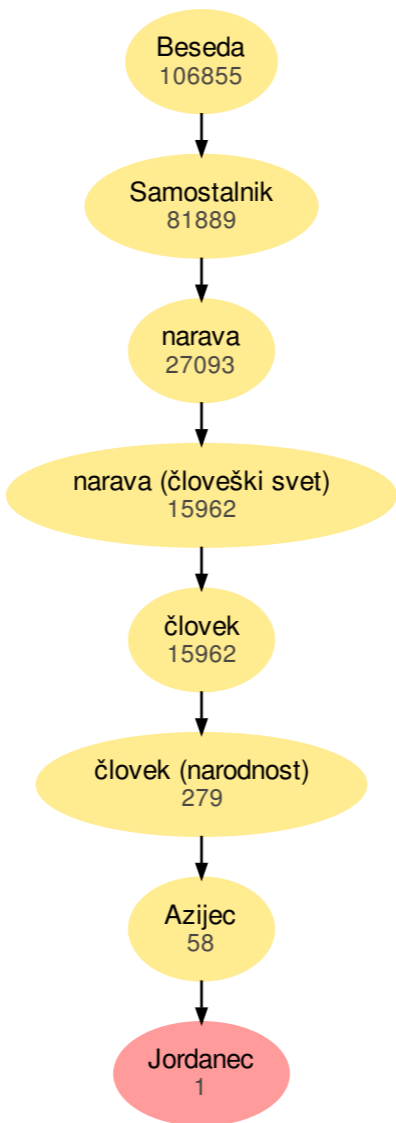 Beseda
106855
Samostalnik
81889
narava
27093
narava (človeški svet)
15962
človek
15962
človek (narodnost)
279
Azijec
58
Jordanec
1